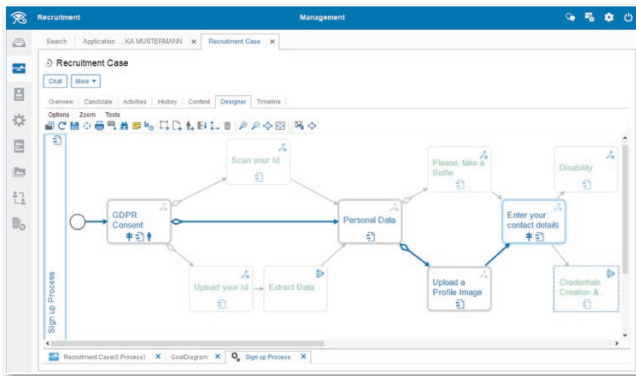 Recruitment
Management
Search
Application: ...KA MUSTERMANN
Recruitment Case
Recruitment Case
Chat
More
Overview
Candidate
Activities
History
Content
Designer
Timeline
Options
Zoom
Tools
Sign up Process
Scan your Id
Please, take a
Selfie
Disability
GDPR
Consent
Personal Data
Enter your
contact details
Upload your Id
Extract Data
Upload a
Profile Image
Credentials
Creation &..
Recruitment Case(0 Process)
GoalDiagram
Sign up Process